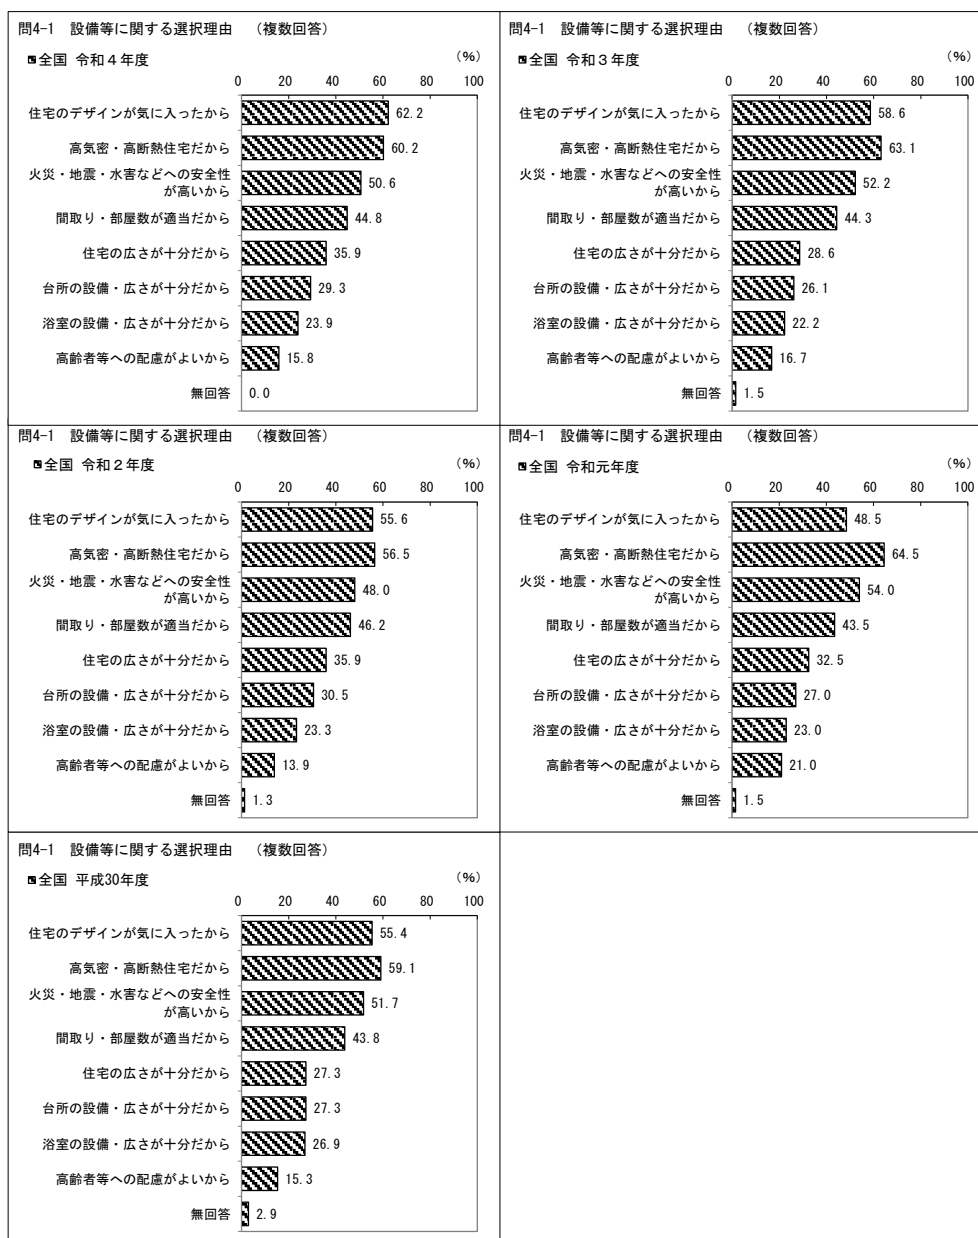 問4-1　設備等に関する選択理由　（複数回答）
全国 令和４年度
（%）
0 20 40 60 80 100
住宅のデザインが気に入ったから 62.2
高気密・高断熱住宅だから 60.2
火災・地震・水害などへの安全性
が高いから 50.6
間取り・部屋数が適当だから 44.8
住宅の広さが十分だから 35.9
台所の設備・広さが十分だから 29.3
浴室の設備・広さが十分だから 23.9
高齢者等への配慮がよいから 15.8
無回答 0.0
問4-1　設備等に関する選択理由　（複数回答）
全国 令和３年度
（%）
0 20 40 60 80 100
住宅のデザインが気に入ったから 58.6
高気密・高断熱住宅だから 63.1
火災・地震・水害などへの安全性
が高いから 52.2
間取り・部屋数が適当だから 44.3
住宅の広さが十分だから 28.6
台所の設備・広さが十分だから 26.1
浴室の設備・広さが十分だから 22.2
高齢者等への配慮がよいから 16.7
無回答 1.5
問4-1　設備等に関する選択理由　（複数回答）
全国 令和２年度
（%）
0 20 40 60 80 100
住宅のデザインが気に入ったから 55.6
高気密・高断熱住宅だから 56.5
火災・地震・水害などへの安全性
が高いから 48.0
間取り・部屋数が適当だから 46.2
住宅の広さが十分だから 35.9
台所の設備・広さが十分だから 30.5
浴室の設備・広さが十分だから 23.3
高齢者等への配慮がよいから 13.9
無回答 1.3
問4-1　設備等に関する選択理由　（複数回答）
全国 令和元年度
（%）
0 20 40 60 80 100
住宅のデザインが気に入ったから 48.5
高気密・高断熱住宅だから 64.5
火災・地震・水害などへの安全性
が高いから 54.0
間取り・部屋数が適当だから 43.5
住宅の広さが十分だから 32.5
台所の設備・広さが十分だから 27.0
浴室の設備・広さが十分だから 23.0
高齢者等への配慮がよいから 21.0
無回答 1.5
問4-1　設備等に関する選択理由　（複数回答）
全国 平成30年度
（%）
0 20 40 60 80 100
住宅のデザインが気に入ったから 55.4
高気密・高断熱住宅だから 59.1
火災・地震・水害などへの安全性
が高いから 51.7
間取り・部屋数が適当だから 43.8
住宅の広さが十分だから 27.3
台所の設備・広さが十分だから 27.3
浴室の設備・広さが十分だから 26.9
高齢者等への配慮がよいから 15.3
無回答 2.9